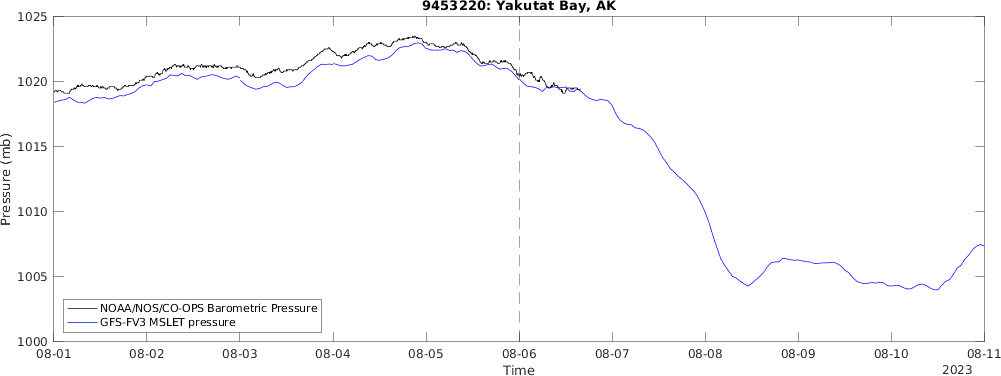 9453220: Yakutat Bay, AK
1025
1020
1015
1010
1005
1000
Pressure (mb)
NOAA/NOS/CO-OPS Barometric Pressure
GFS-FV3 MSLET pressure
08-01 08-02 08-03 08-04 08-05 08-06 08-07 08-08 08-09 08-10 08-11
Time
2023